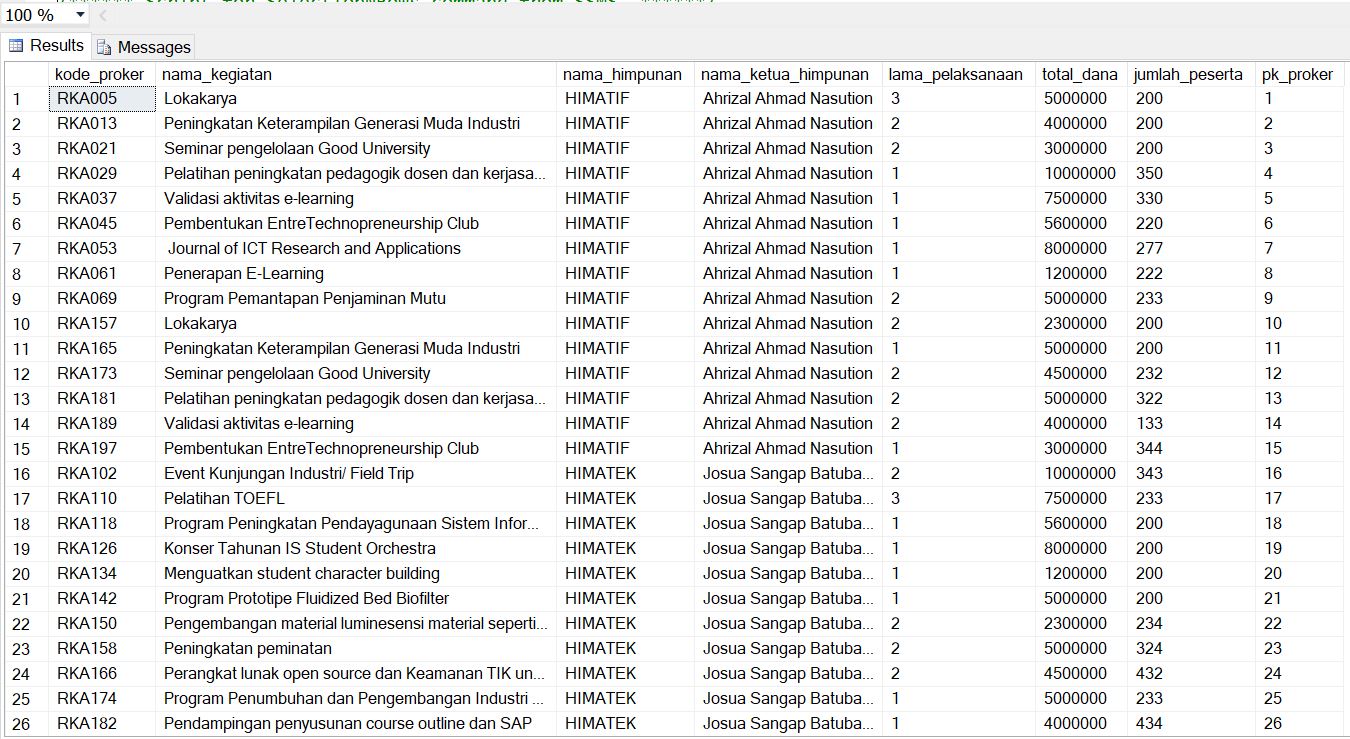 100 %
Results Messages
kode_proker nama_kegiatan nama_himpunan nama_ketua_himpunan lama_pelaksanaan total_dana jumlah_peserta pk_proker
1 RKA005 Lokakarya HIMATIF Ahrizal Ahmad Nasution 3 5000000 200 1
2 RKA013 Peningkatan Keterampilan Generasi Muda Industri HIMATIF Ahrizal Ahmad Nasution 2 4000000 200 2
3 RKA021 Seminar pengelolaan Good University HIMATIF Ahrizal Ahmad Nasution 2 3000000 200 3
4 RKA029 Pelatihan peningkatan pedagogik dosen dan kerjasa... HIMATIF Ahrizal Ahmad Nasution 1 10000000 350 4
5 RKA037 Validasi aktivitas e-learning HIMATIF Ahrizal Ahmad Nasution 1 7500000 330 5
6 RKA045 Pembentukan EntreTechnopreneurship Club HIMATIF Ahrizal Ahmad Nasution 1 5600000 220 6
7 RKA053 Journal of ICT Research and Applications HIMATIF Ahrizal Ahmad Nasution 1 8000000 277 7
8 RKA061 Penerapan E-Learning HIMATIF Ahrizal Ahmad Nasution 1 1200000 222 8
9 RKA069 Program Pemantapan Penjaminan Mutu HIMATIF Ahrizal Ahmad Nasution 2 5000000 233 9
10 RKA157 Lokakarya HIMATIF Ahrizal Ahmad Nasution 2 2300000 200 10
11 RKA165 Peningkatan Keterampilan Generasi Muda Industri HIMATIF Ahrizal Ahmad Nasution 1 5000000 200 11
12 RKA173 Seminar pengelolaan Good University HIMATIF Ahrizal Ahmad Nasution 2 4500000 232 12
13 RKA181 Pelatihan peningkatan pedagogik dosen dan kerjasa... HIMATIF Ahrizal Ahmad Nasution 2 5000000 322 13
14 RKA189 Validasi aktivitas e-learning HIMATIF Ahrizal Ahmad Nasution 2 4000000 133 14
15 RKA197 Pembentukan EntreTechnopreneurship Club HIMATIF Ahrizal Ahmad Nasution 1 3000000 344 15
16 RKA102 Event Kunjungan Industri/ Field Trip HIMATEK Josua Sangap Batuba... 2 10000000 343 16
17 RKA110 Pelatihan TOEFL HIMATEK Josua Sangap Batuba... 3 7500000 233 17
18 RKA118 Program Peningkatan Pendayagunaan Sistem Infor... HIMATEK Josua Sangap Batuba... 1 5600000 200 18
19 RKA126 Konser Tahunan IS Student Orchestra HIMATEK Josua Sangap Batuba... 1 8000000 200 19
20 RKA134 Menguatkan student character building HIMATEK Josua Sangap Batuba... 1 1200000 200 20
21 RKA142 Program Prototipe Fluidized Bed Biofilter HIMATEK Josua Sangap Batuba... 1 5000000 200 21
22 RKA150 Pengembangan material luminesensi material seperti... HIMATEK Josua Sangap Batuba... 2 2300000 234 22
23 RKA158 Peningkatan peminatan HIMATEK Josua Sangap Batuba... 2 5000000 324 23
24 RKA166 Perangkat lunak open source dan Keamanan TIK un... HIMATEK Josua Sangap Batuba... 2 4500000 432 24
25 RKA174 Program Penumbuhan dan Pengembangan Industri ... HIMATEK Josua Sangap Batuba... 1 5000000 233 25
26 RKA182 Pendampingan penyusunan course outline dan SAP HIMATEK Josua Sangap Batuba... 1 4000000 434 26